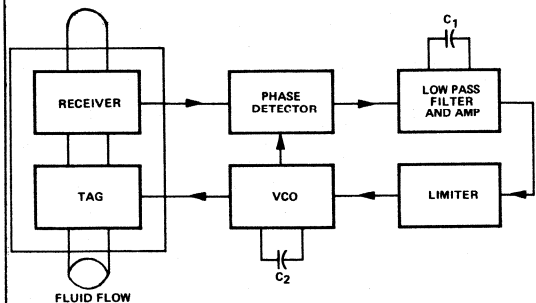 C1
RECEIVER
PHASE
DETECTOR
LOW PASS
FILTER
AND AMP
TAG
VCO
LIMITER
C2
FLUID FLOW